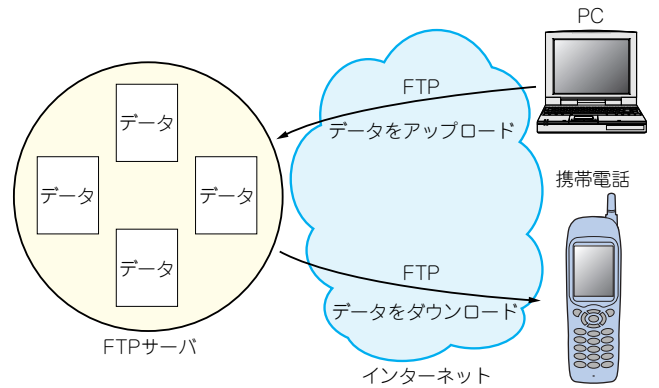 PC
FTP
データをアップロード
データ
データ
データ
データ
携帯電話
FTP
データをダウンロード
FTPサーバ
インターネット